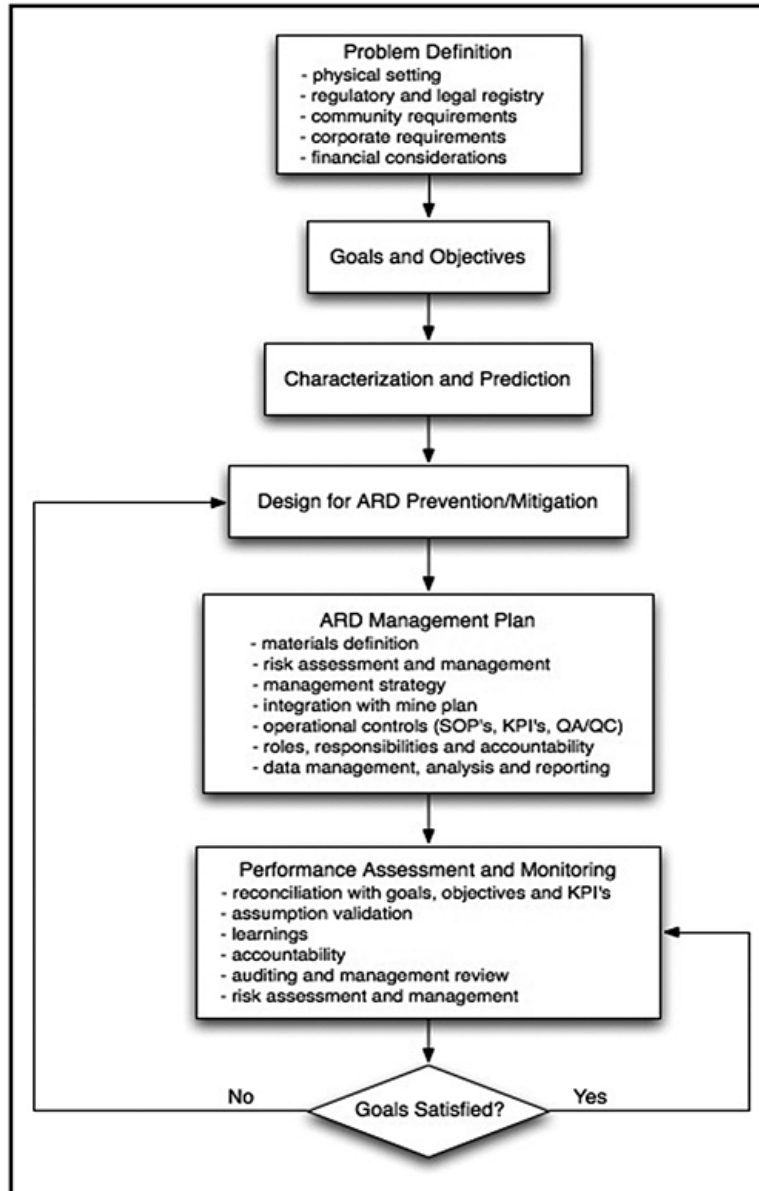 Problem Definition
- physical setting
- regulatory and legal registry
- community requirements
- corporate requirements
- financial considerations
Goals and Objectives
Characterization and Prediction
Design for ARD Prevention/Mitigation
ARD Management Plan
- materials definition
- risk assessment and management
- management strategy
- integration with mine plan
- operational controls (SOP's, KPI's, QA/QC)
- roles, responsibilities and accountability
- data management, analysis and reporting
Performance Assessment and Monitoring
- reconciliation with goals, objectives and KPI's
- assumption validation
- learnings
- accountability
- auditing and management review
- risk assessment and management
No
Goals Satisfied?
Yes